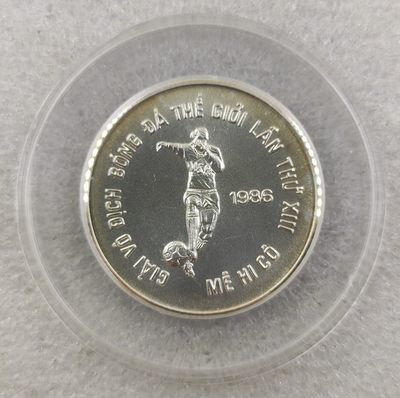 GIẢI VÔ ĐỊCH BÓNG ĐÁ THẾ GIỚI LẦN THỨ XIII
1986
MÊ HI CÔ